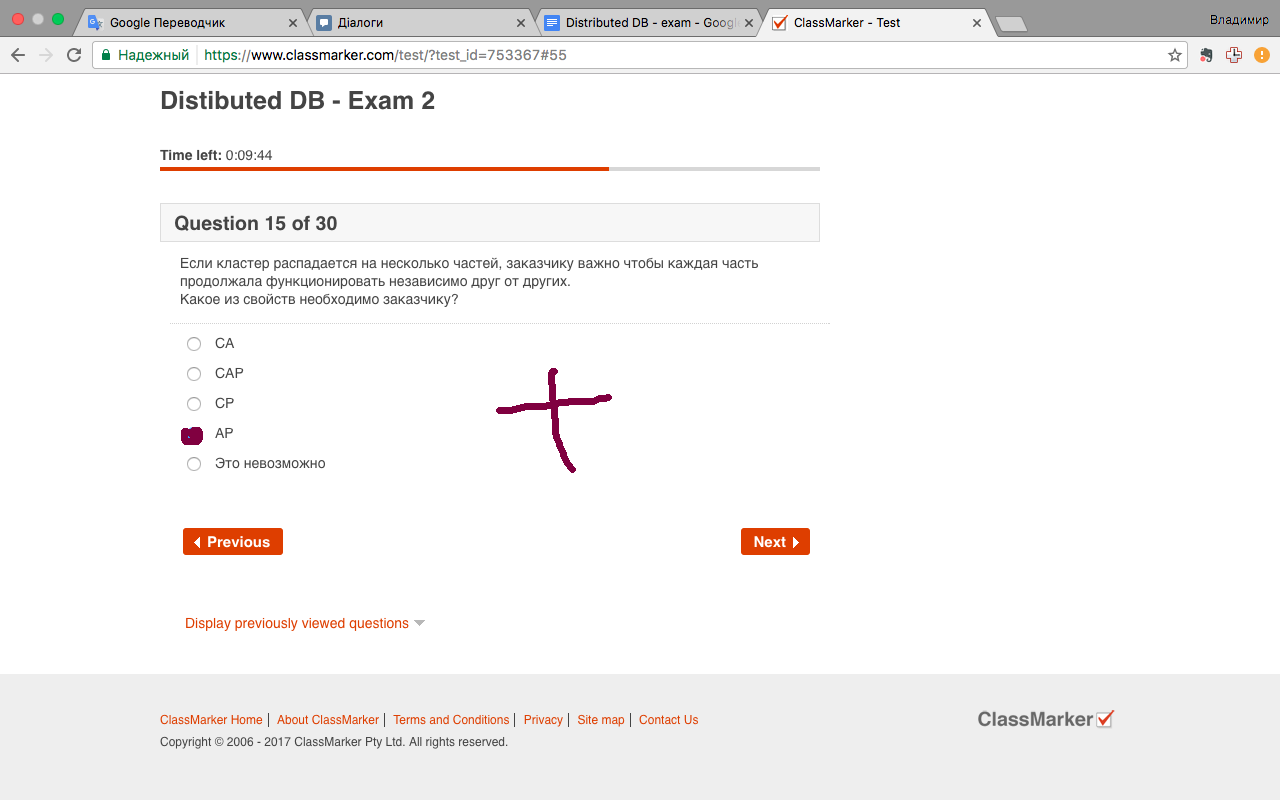 Google Переводчик
Діалоги
Distributed DB - exam - Googl
ClassMarker - Test
Владимир
Надежный
https://www.classmarker.com/test/?test_id=753367#55
Distibuted DB - Exam 2
Time left: 0:09:44
Question 15 of 30
Если кластер распадается на несколько частей, заказчику важно чтобы каждая часть
продолжала функционировать независимо друг от других.
Какое из свойств необходимо заказчику?
CA
CAP
CP
AP
Это невозможно
Previous
Next
Display previously viewed questions
ClassMarker Home | About ClassMarker | Terms and Conditions | Privacy | Site map | Contact Us
ClassMarker
Copyright © 2006 - 2017 ClassMarker Pty Ltd. All rights reserved.